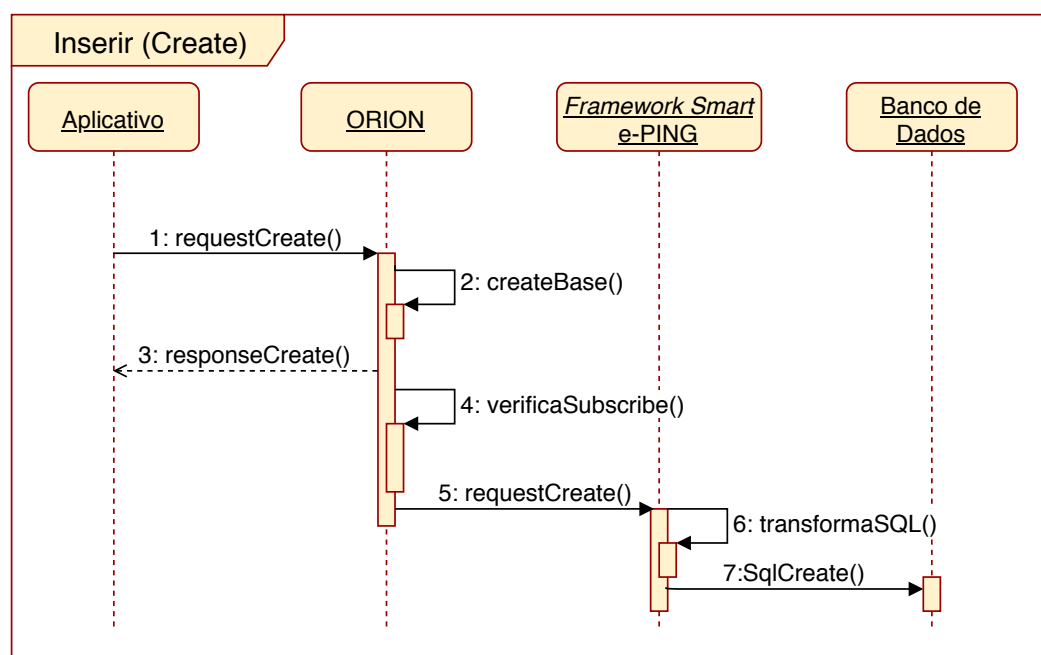 Inserir (Create)
Aplicativo
ORION
Framework Smart
e-PING
Banco de
Dados
1: requestCreate()
2: createBase()
3: responseCreate()
4: verificaSubscribe()
5: requestCreate()
6: transformaSQL()
7:SqlCreate()